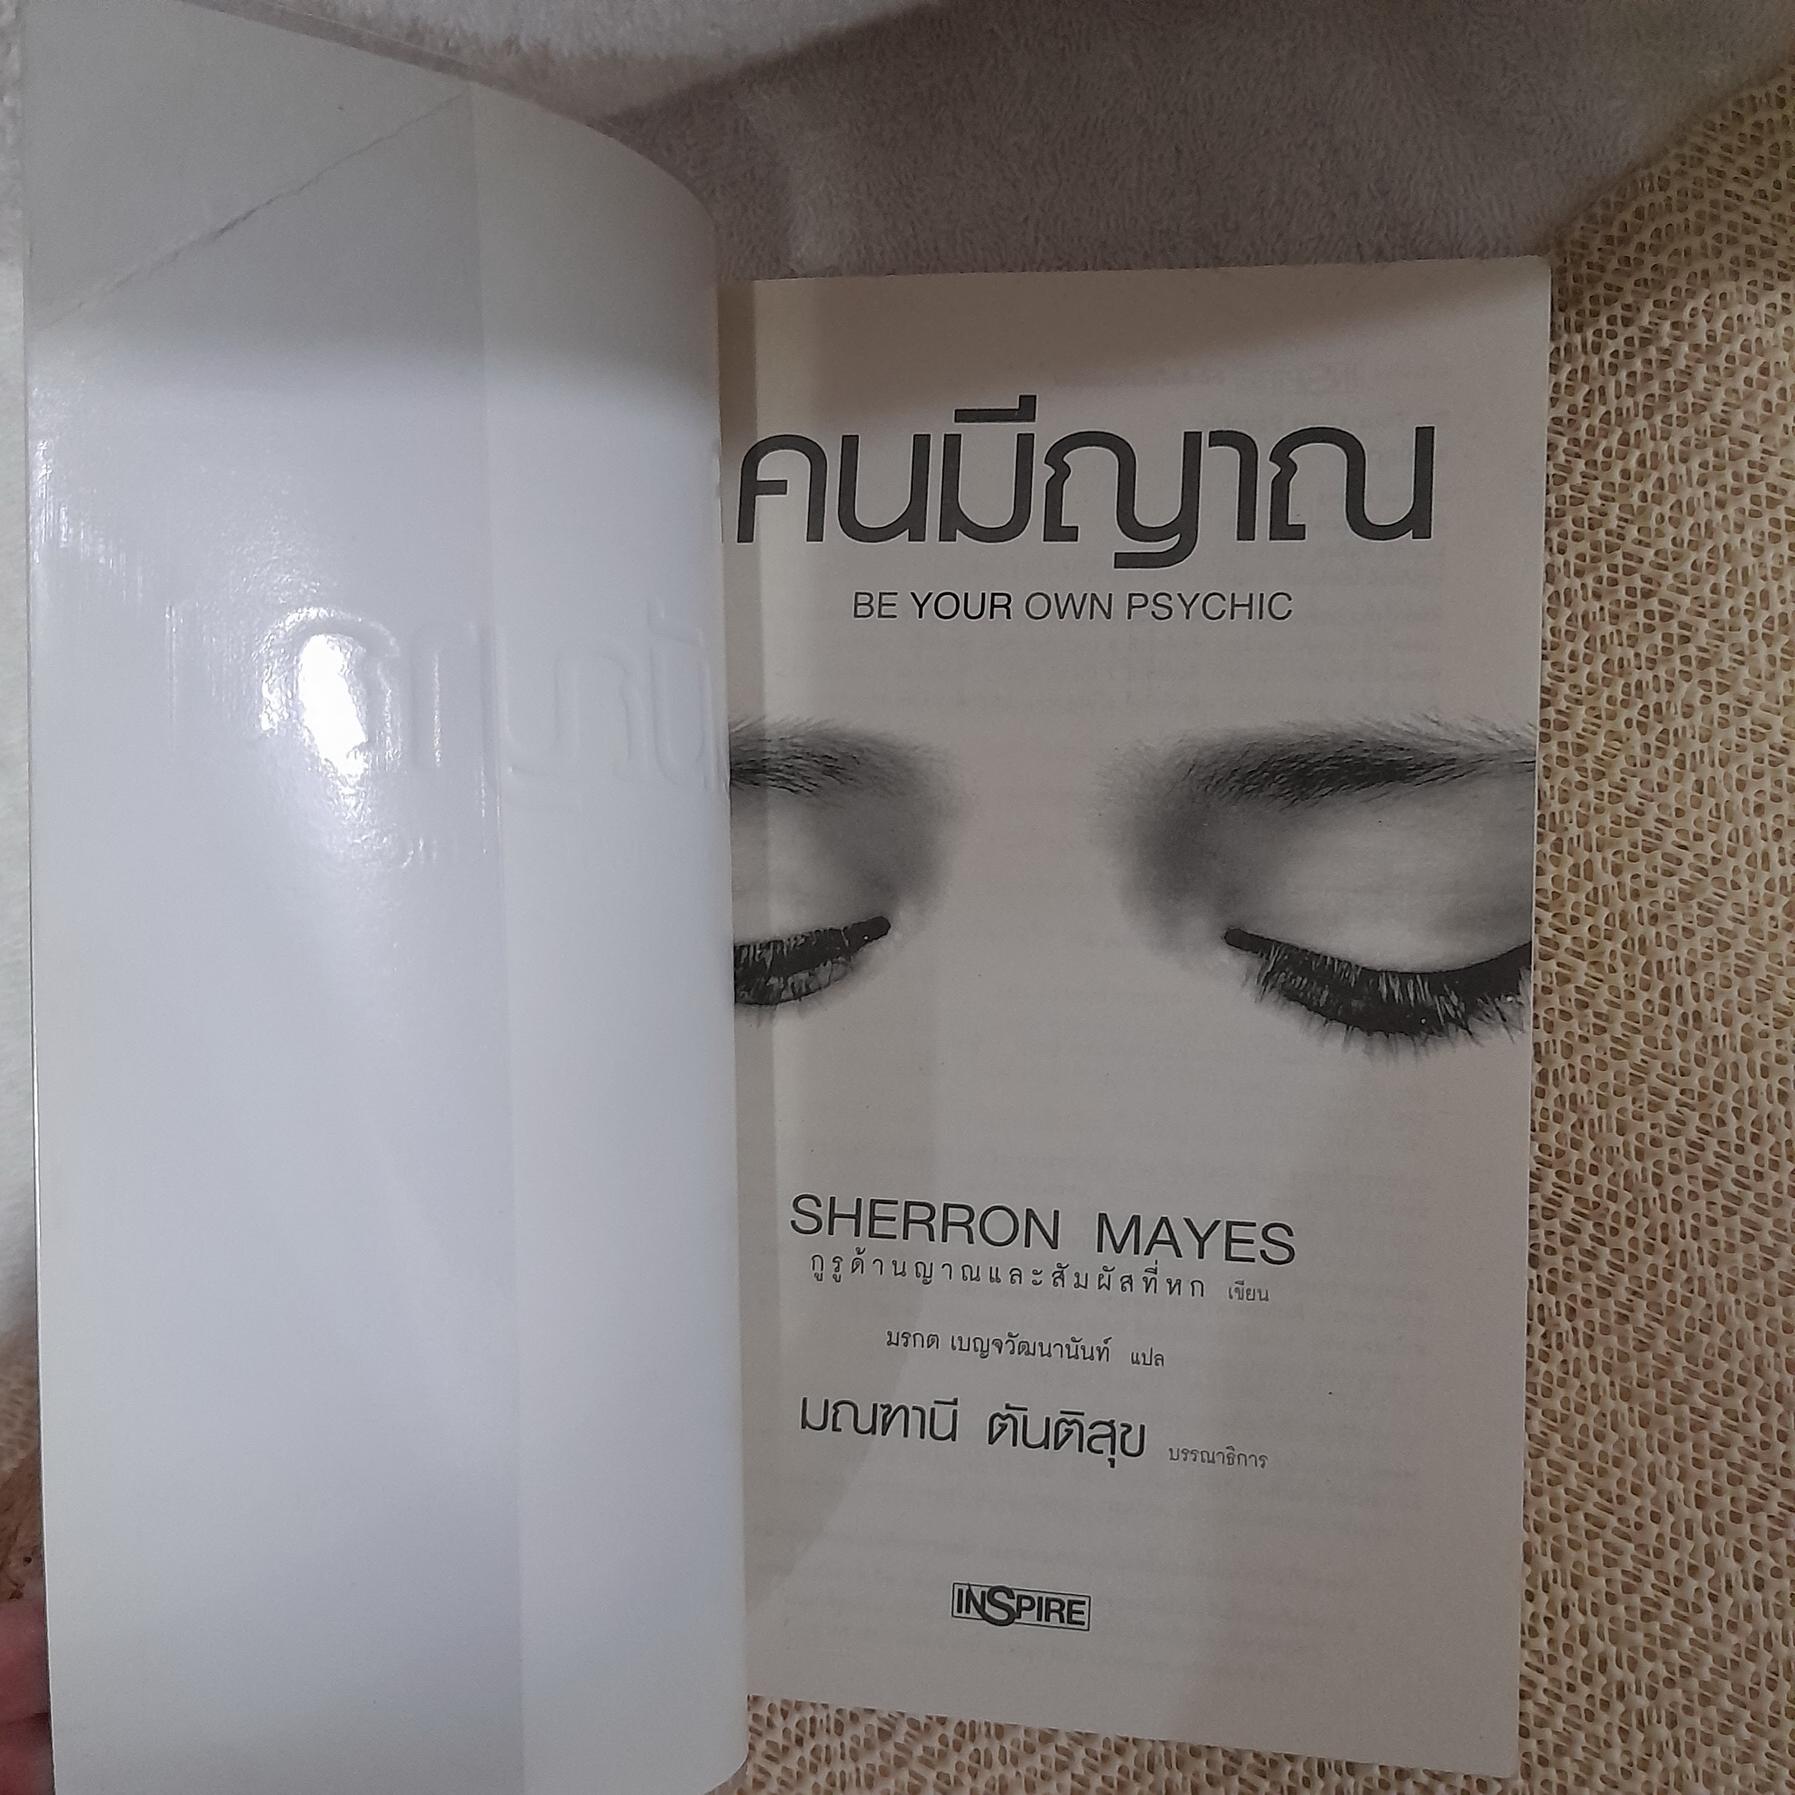 คนมีญาณ
BE YOUR OWN PSYCHIC
SHERRON MAYES
กูรูด้านญาณและสัมผัสที่หก เขียน
มรกต เบญจวัฒนานันท์ แปล
มณฑานี ตันติสุข บรรณาธิการ
INSPIRE